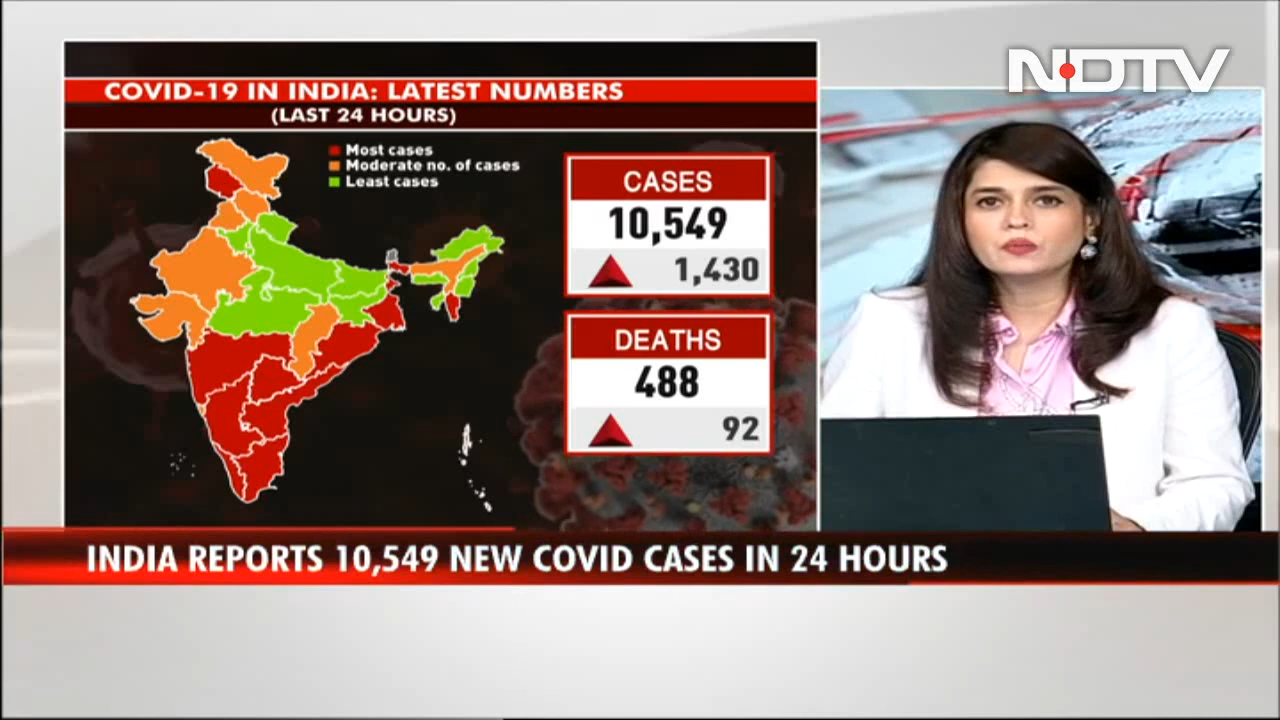 NDTV
COVID-19 IN INDIA: LATEST NUMBERS
(LAST 24 HOURS)
Most cases
Moderate no. of cases
Least cases
CASES
10,549
1,430
DEATHS
488
92
INDIA REPORTS 10,549 NEW COVID CASES IN 24 HOURS